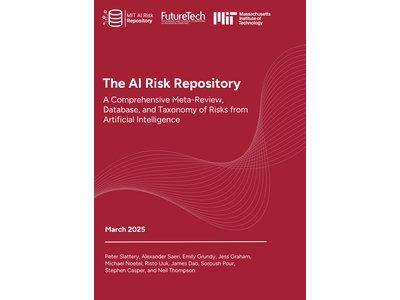 MIT AI Risk
Repository
FutureTech
Massachusetts
Institute of
Technology
The AI Risk Repository
A Comprehensive Meta-Review,
Database, and Taxonomy of Risks from
Artificial Intelligence
March 2025
Peter Slattery, Alexander Saeri, Emily Grundy, Jess Graham,
Michael Noetel, Risto Uuk, James Dao, Soroush Pour,
Stephen Casper, and Neil Thompson